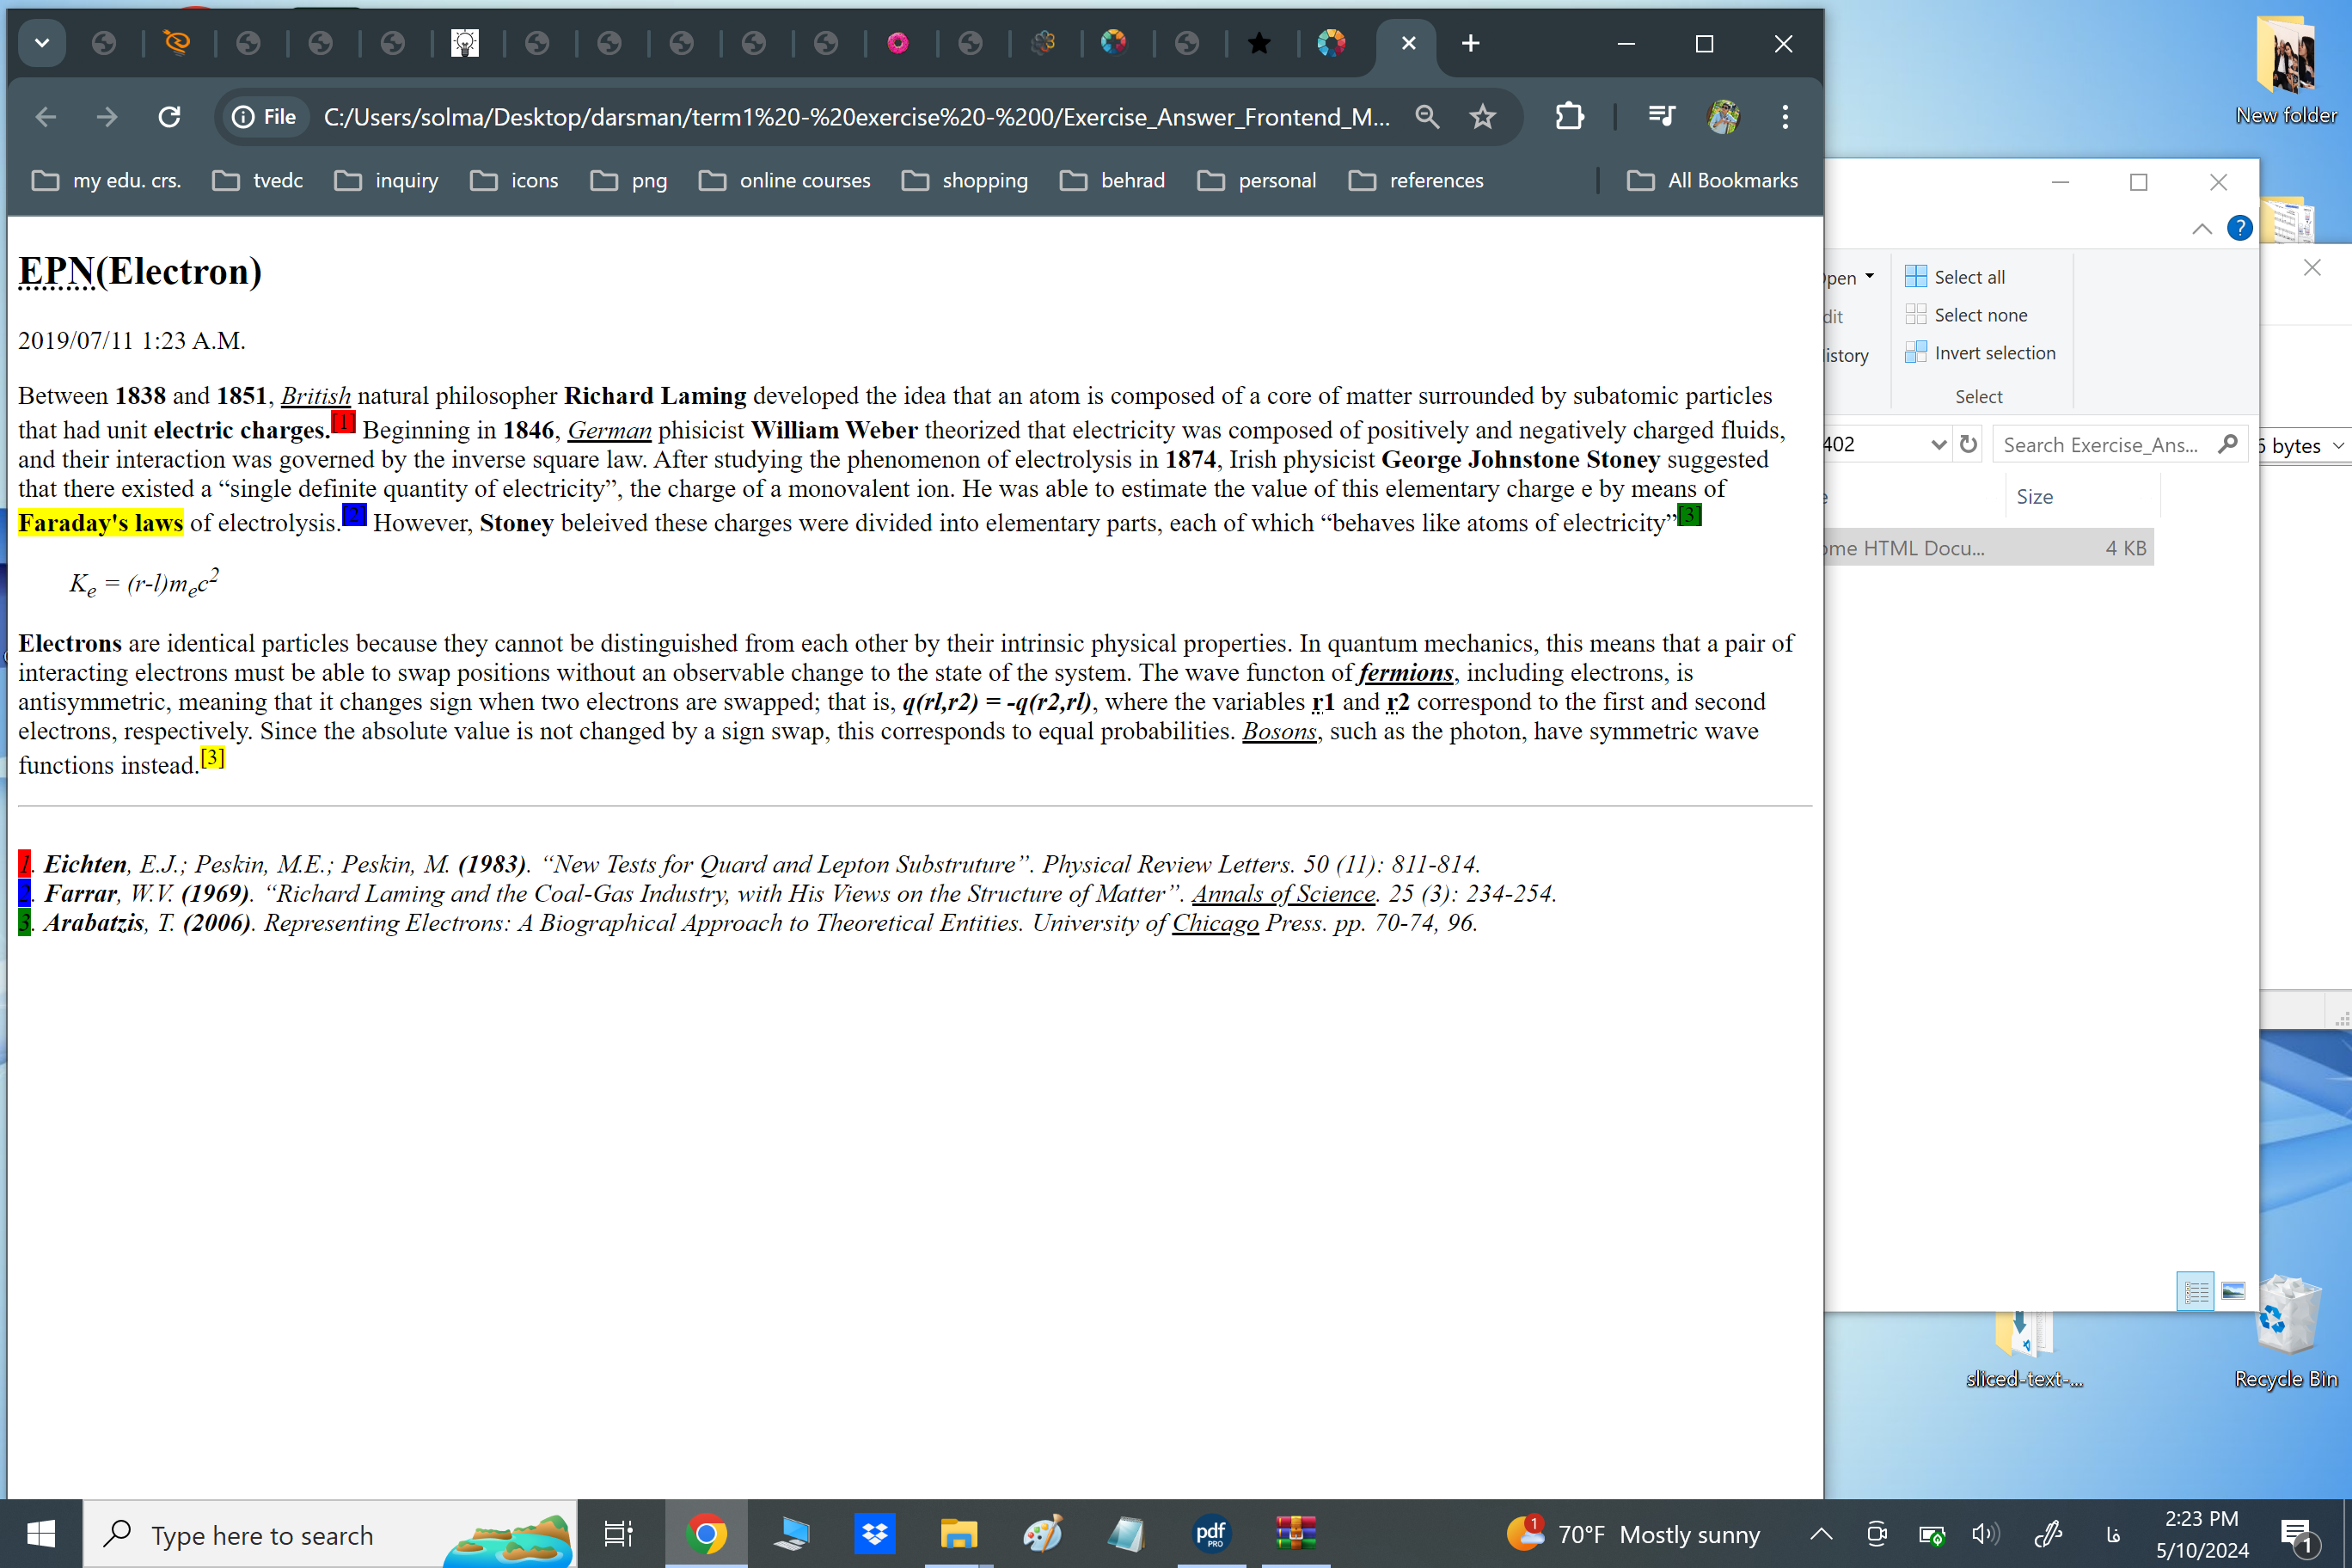 File C:/Users/solma/Desktop/darsman/term1%20-%20exercise%20-%200/Exercise_Answer_Frontend_M...
my edu. crs. tvedc inquiry icons png online courses shopping behrad personal references All Bookmarks
EPN(Electron)
2019/07/11 1:23 A.M.
Between 1838 and 1851, British natural philosopher Richard Laming developed the idea that an atom is composed of a core of matter surrounded by subatomic particles
that had unit electric charges.[1] Beginning in 1846, German phisicist William Weber theorized that electricity was composed of positively and negatively charged fluids,
and their interaction was governed by the inverse square law. After studying the phenomenon of electrolysis in 1874, Irish physicist George Johnstone Stoney suggested
that there existed a “single definite quantity of electricity”, the charge of a monovalent ion. He was able to estimate the value of this elementary charge e by means of
Faraday's laws of electrolysis.[2] However, Stoney beleived these charges were divided into elementary parts, each of which “behaves like atoms of electricity”[3]
Ke = (r-l)mec2
Electrons are identical particles because they cannot be distinguished from each other by their intrinsic physical properties. In quantum mechanics, this means that a pair of
interacting electrons must be able to swap positions without an observable change to the state of the system. The wave functon of fermions, including electrons, is
antisymmetric, meaning that it changes sign when two electrons are swapped; that is, q(rl,r2) = -q(r2,rl), where the variables r1 and r2 correspond to the first and second
electrons, respectively. Since the absolute value is not changed by a sign swap, this corresponds to equal probabilities. Bosons, such as the photon, have symmetric wave
functions instead.[3]
1. Eichten, E.J.; Peskin, M.E.; Peskin, M. (1983). “New Tests for Quard and Lepton Substruture”. Physical Review Letters. 50 (11): 811-814.
2. Farrar, W.V. (1969). “Richard Laming and the Coal-Gas Industry, with His Views on the Structure of Matter”. Annals of Science. 25 (3): 234-254.
3. Arabatzis, T. (2006). Representing Electrons: A Biographical Approach to Theoretical Entities. University of Chicago Press. pp. 70-74, 96.
New folder
?
pen
dit
istory
Select all
Select none
Invert selection
Select
402
Search Exercise_Ans...
6 bytes
Size
ome HTML Docu... 4 KB
sliced-text-...
Recycle Bin
Type here to search
pdf
PRO
1
70°F Mostly sunny
فا
2:23 PM
5/10/2024
1